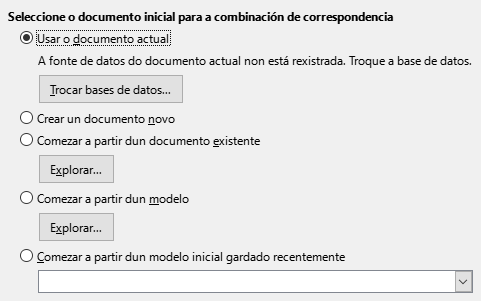 Seleccione o documento inicial para a combinación de correspondencia
Usar o documento actual
A fonte de datos do documento actual non está rexistrada. Troque a base de datos.
Trocar bases de datos...
Crear un documento novo
Comezar a partir dun documento existente
Explorar...
Comezar a partir dun modelo
Explorar...
Comezar a partir dun modelo inicial gardado recentemente